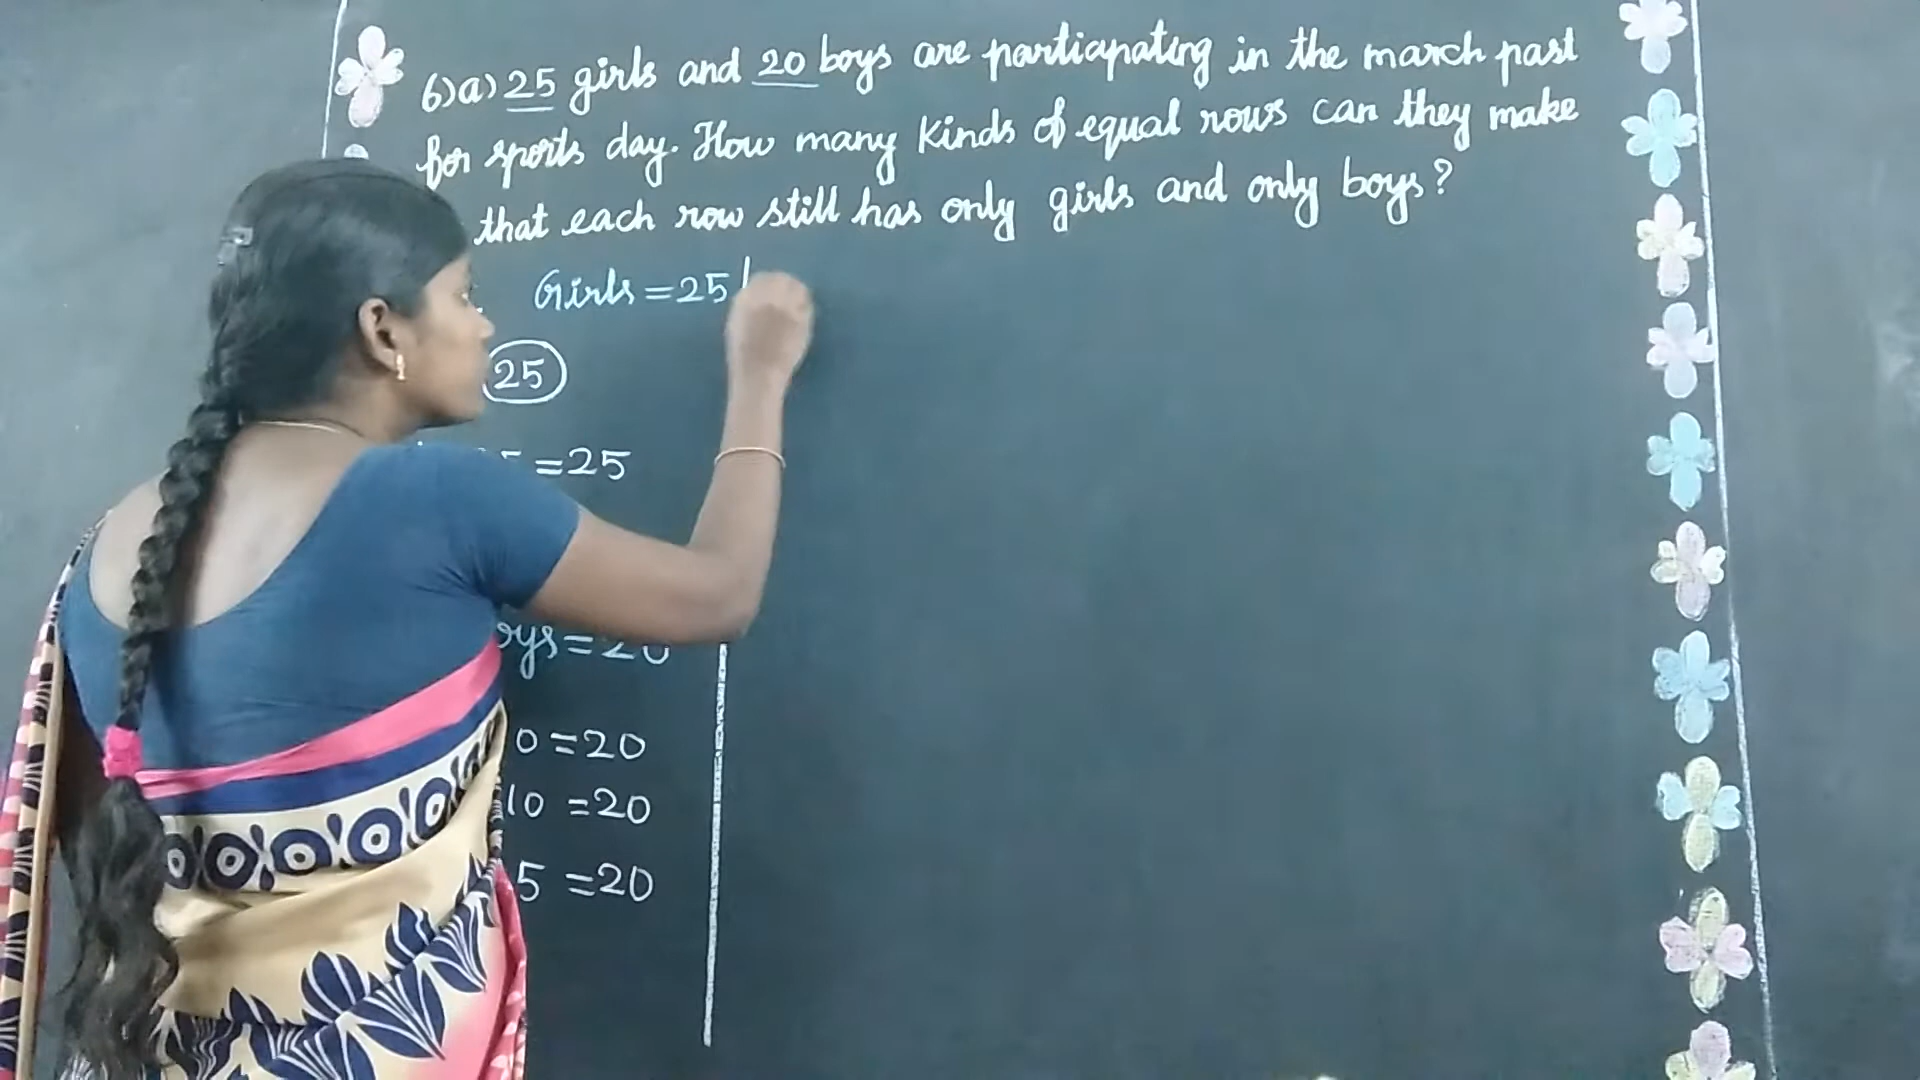 6)a) 25 girls and 20 boys are participating in the march past
for sports day. How many kinds of equal rows can they make
that each row still has only girls and only boys?
Girls = 25
25
= 25
oys = 20
0 = 20
10 = 20
5 = 20